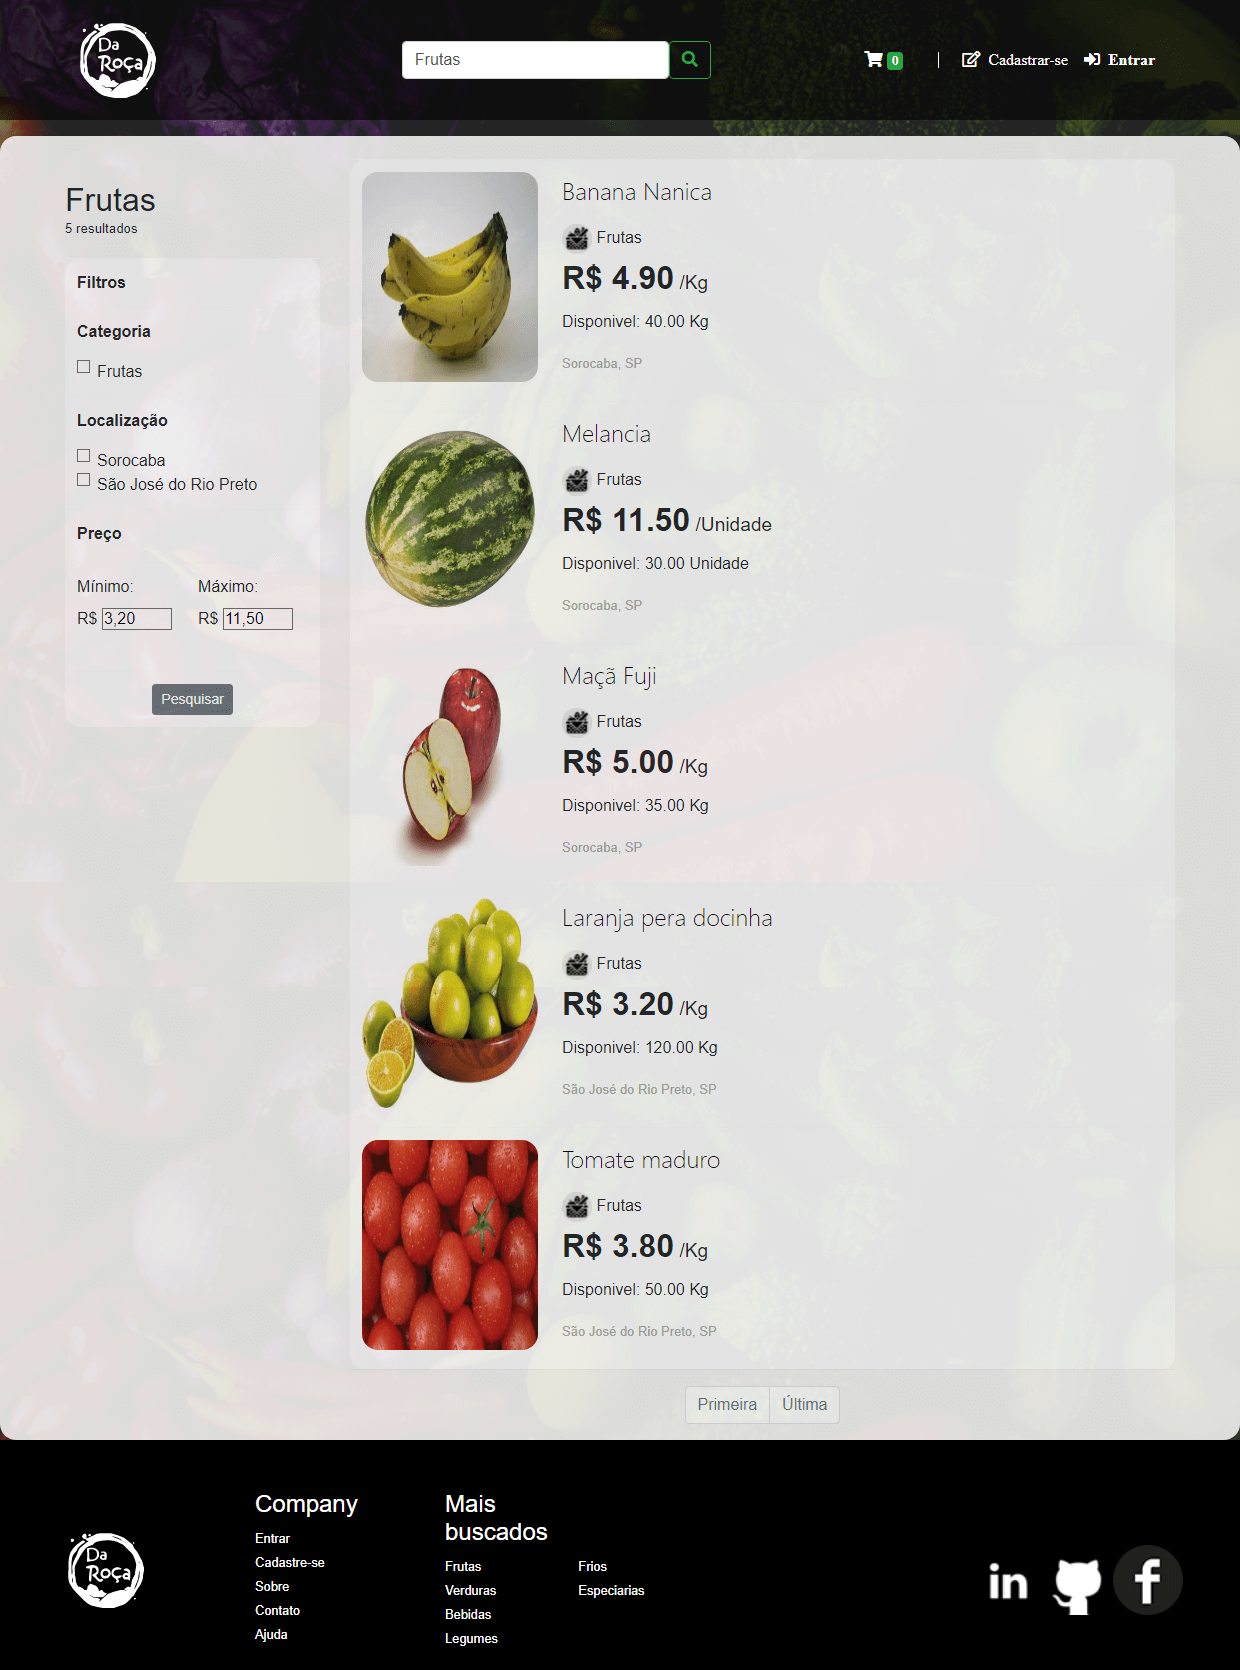 Da
Roça
Frutas
0
|
Cadastrar-se
Entrar
Frutas
5 resultados
Filtros
Categoria
Frutas
Localização
Sorocaba
São José do Rio Preto
Preço
Mínimo:
Máximo:
R$ 3,20
R$ 11,50
Pesquisar
Banana Nanica
Frutas
R$ 4.90 /Kg
Disponivel: 40.00 Kg
Sorocaba, SP
Melancia
Frutas
R$ 11.50 /Unidade
Disponivel: 30.00 Unidade
Sorocaba, SP
Maçã Fuji
Frutas
R$ 5.00 /Kg
Disponivel: 35.00 Kg
Sorocaba, SP
Laranja pera docinha
Frutas
R$ 3.20 /Kg
Disponivel: 120.00 Kg
São José do Rio Preto, SP
Tomate maduro
Frutas
R$ 3.80 /Kg
Disponivel: 50.00 Kg
São José do Rio Preto, SP
Primeira
Última
Da
Roça
Company
Entrar
Cadastre-se
Sobre
Contato
Ajuda
Mais
buscados
Frutas
Verduras
Bebidas
Legumes
Frios
Especiarias
in
f